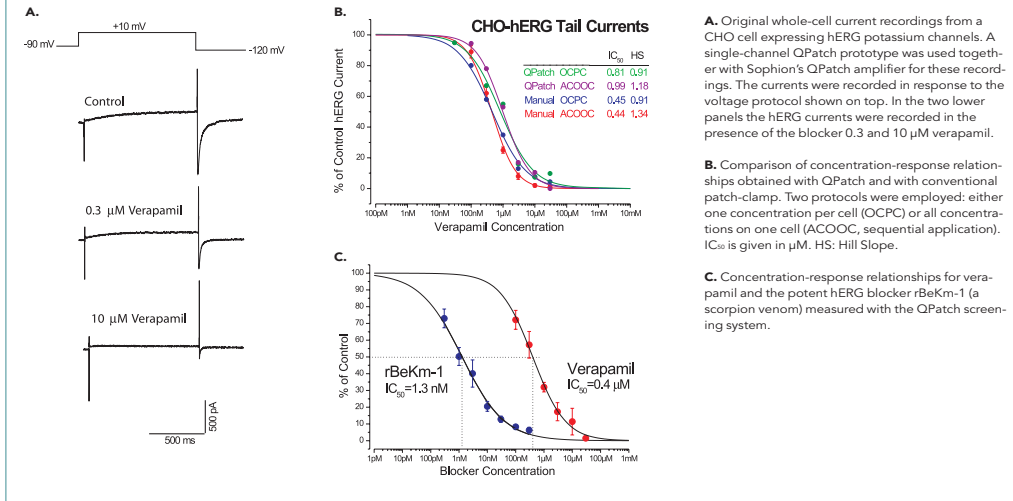 A.
+10 mV
-90 mV
-120 mV
Control
0.3 μM Verapamil
10 μM Verapamil
500 pA
500 ms
B.
CHO-hERG Tail Currents
IC50 HS
QPatch OCPC 0.81 0.91
QPatch ACOOC 0.99 1.18
Manual OCPC 0.45 0.91
Manual ACOOC 0.44 1.34
% of Control hERG Current
100
80
60
40
20
0
100pM 1nM 10nM 100nM 1μM 10μM 100μM 1mM 10mM
Verapamil Concentration
C.
% of Control
100
90
80
70
60
50
40
30
20
10
0
rBeKm-1
IC50=1.3 nM
Verapamil
IC50=0.4 μM
1pM 10pM 100pM 1nM 10nM 100nM 1μM 10μM 100μM 1mM
Blocker Concentration
A. Original whole-cell current recordings from a
CHO cell expressing hERG potassium channels. A
single-channel QPatch prototype was used togeth-
er with Sophion's QPatch amplifier for these record-
ings. The currents were recorded in response to the
voltage protocol shown on top. In the two lower
panels the hERG currents were recorded in the
presence of the blocker 0.3 and 10 μM verapamil.
B. Comparison of concentration-response relation-
ships obtained with QPatch and with conventional
patch-clamp. Two protocols were employed: either
one concentration per cell (OCPC) or all concentra-
tions on one cell (ACOOC, sequential application).
IC50 is given in μM. HS: Hill Slope.
C. Concentration-response relationships for vera-
pamil and the potent hERG blocker rBeKm-1 (a
scorpion venom) measured with the QPatch screen-
ing system.